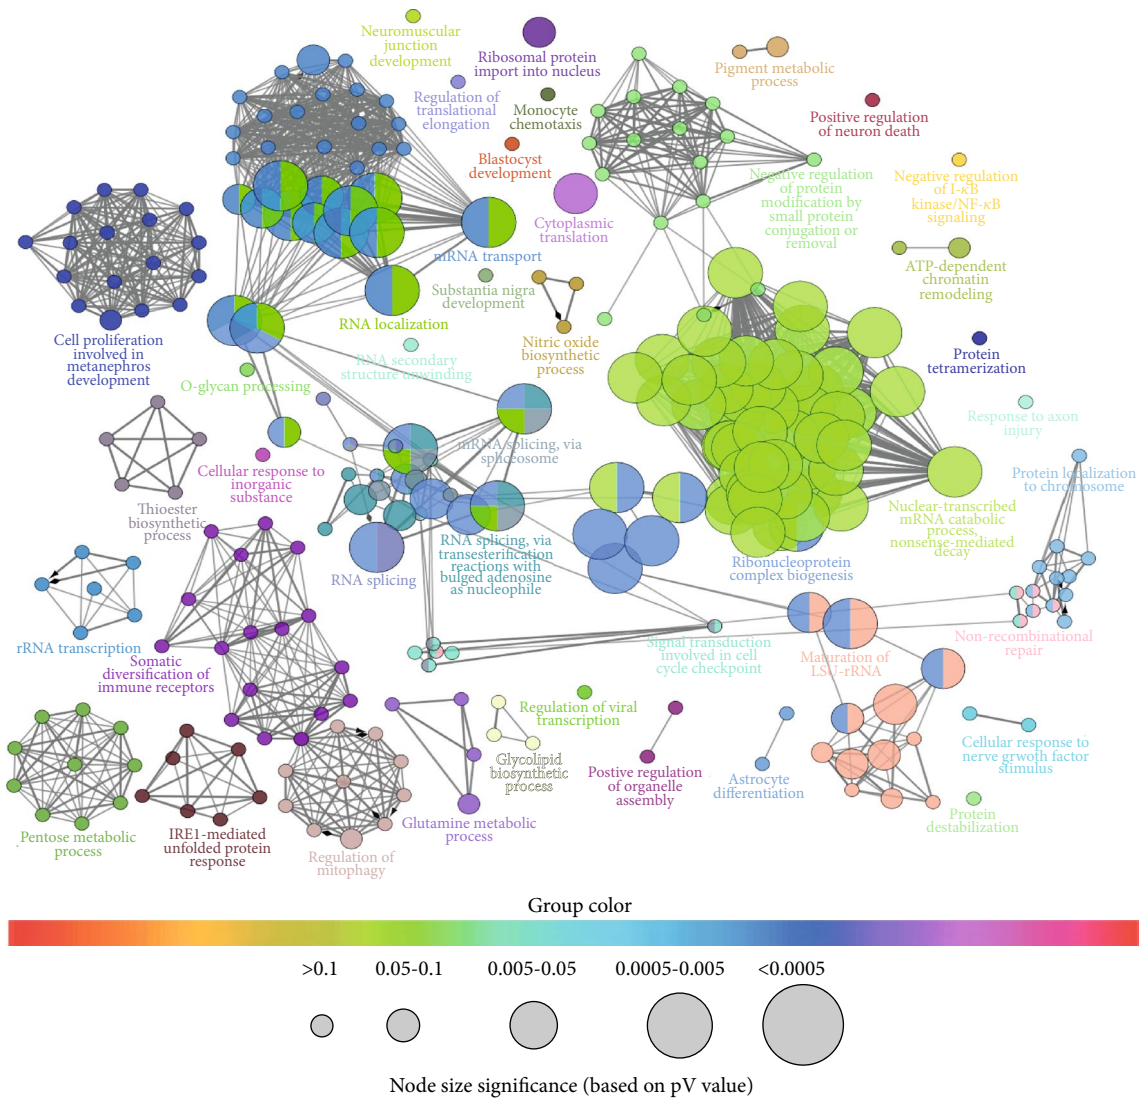 Neuromuscular
junction
development
Ribosomal protein
import into nucleus
Pigment metabolic
process
Regulation of
translational
elongation
Monocyte
chemotaxis
Positive regulation
of neuron death
Blastocyst
development
Negative regulation
of protein
modification by
small protein
conjugation or
removal
Negative regulation
of I-κB
kinase/NF-κB
signaling
Cytoplasmic
translation
mRNA transport
ATP-dependent
chromatin
remodeling
Substantia nigra
development
RNA localization
Cell proliferation
involved in
metanephros
development
RNA secondary
structure unwinding
Nitric oxide
biosynthetic
process
Protein
tetramerization
O-glycan processing
Response to axon
injury
mRNA splicing, via
spliceosome
Cellular response to
inorganic
substance
Protein localization
to chromosome
Thioester
biosynthetic
process
Nuclear-transcribed
mRNA catabolic
process,
nonsense-mediated
decay
RNA splicing
RNA splicing, via
transesterification
reactions with
bulged adenosine
as nucleophile
Ribonucleoprotein
complex biogenesis
rRNA transcription
Somatic
diversification of
immune receptors
Signal transduction
involved in cell
cycle checkpoint
Maturation of
LSU-rRNA
Non-recombinational
repair
Regulation of viral
transcription
Glycolipid
biosynthetic
process
Postive regulation
of organelle
assembly
Astrocyte
differentiation
Cellular response to
nerve grwoth factor
stimulus
Pentose metabolic
process
IRE1-mediated
unfolded protein
response
Regulation of
mitophagy
Glutamine metabolic
process
Protein
destabilization
Group color
>0.1 0.05-0.1 0.005-0.05 0.0005-0.005 <0.0005
Node size significance (based on pV value)